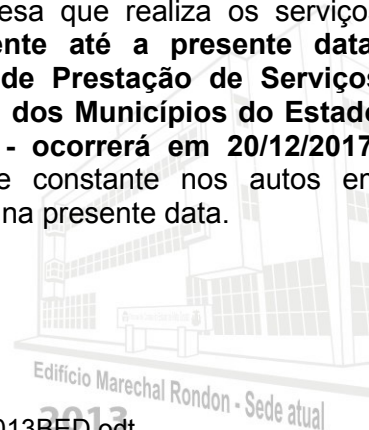 esa que realiza os serviço
ente até a presente data
de Prestação de Serviços
dos Municípios do Estado
- ocorrerá em 20/12/2017
e constante nos autos en
na presente data.
Edifício Marechal Rondon - Sede atual
2013
013BED.odt